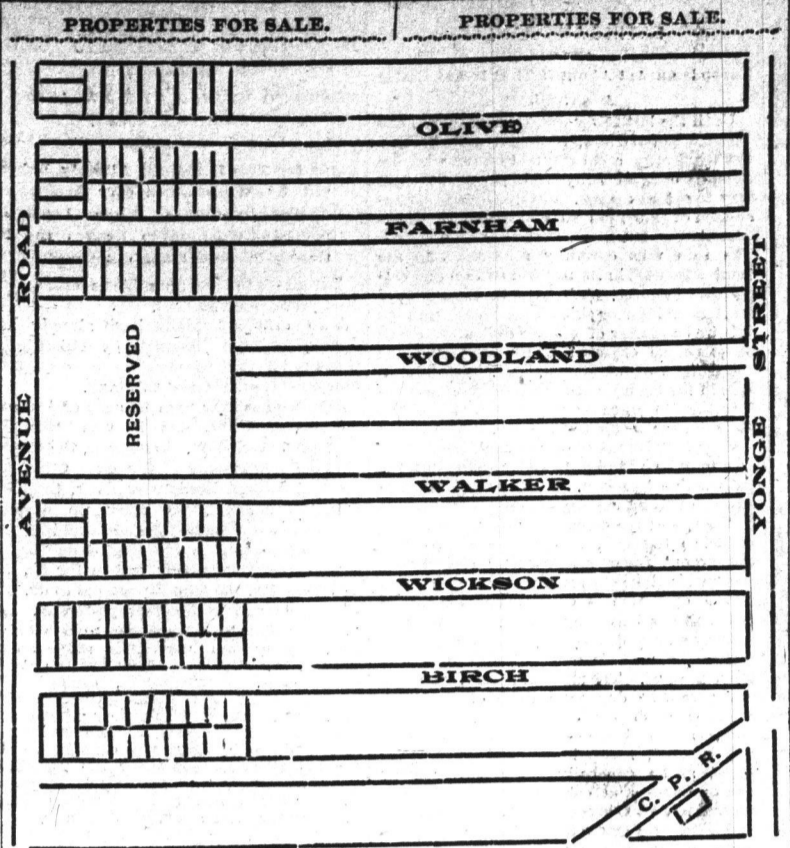 PROPERTIES FOR SALE.
PROPERTIES FOR SALE.
OLIVE
FARNHAM
AVENUE ROAD
YONGE STREET
RESERVED
WOODLAND
WALKER
WICKSON
BIRCH
C. P. R.